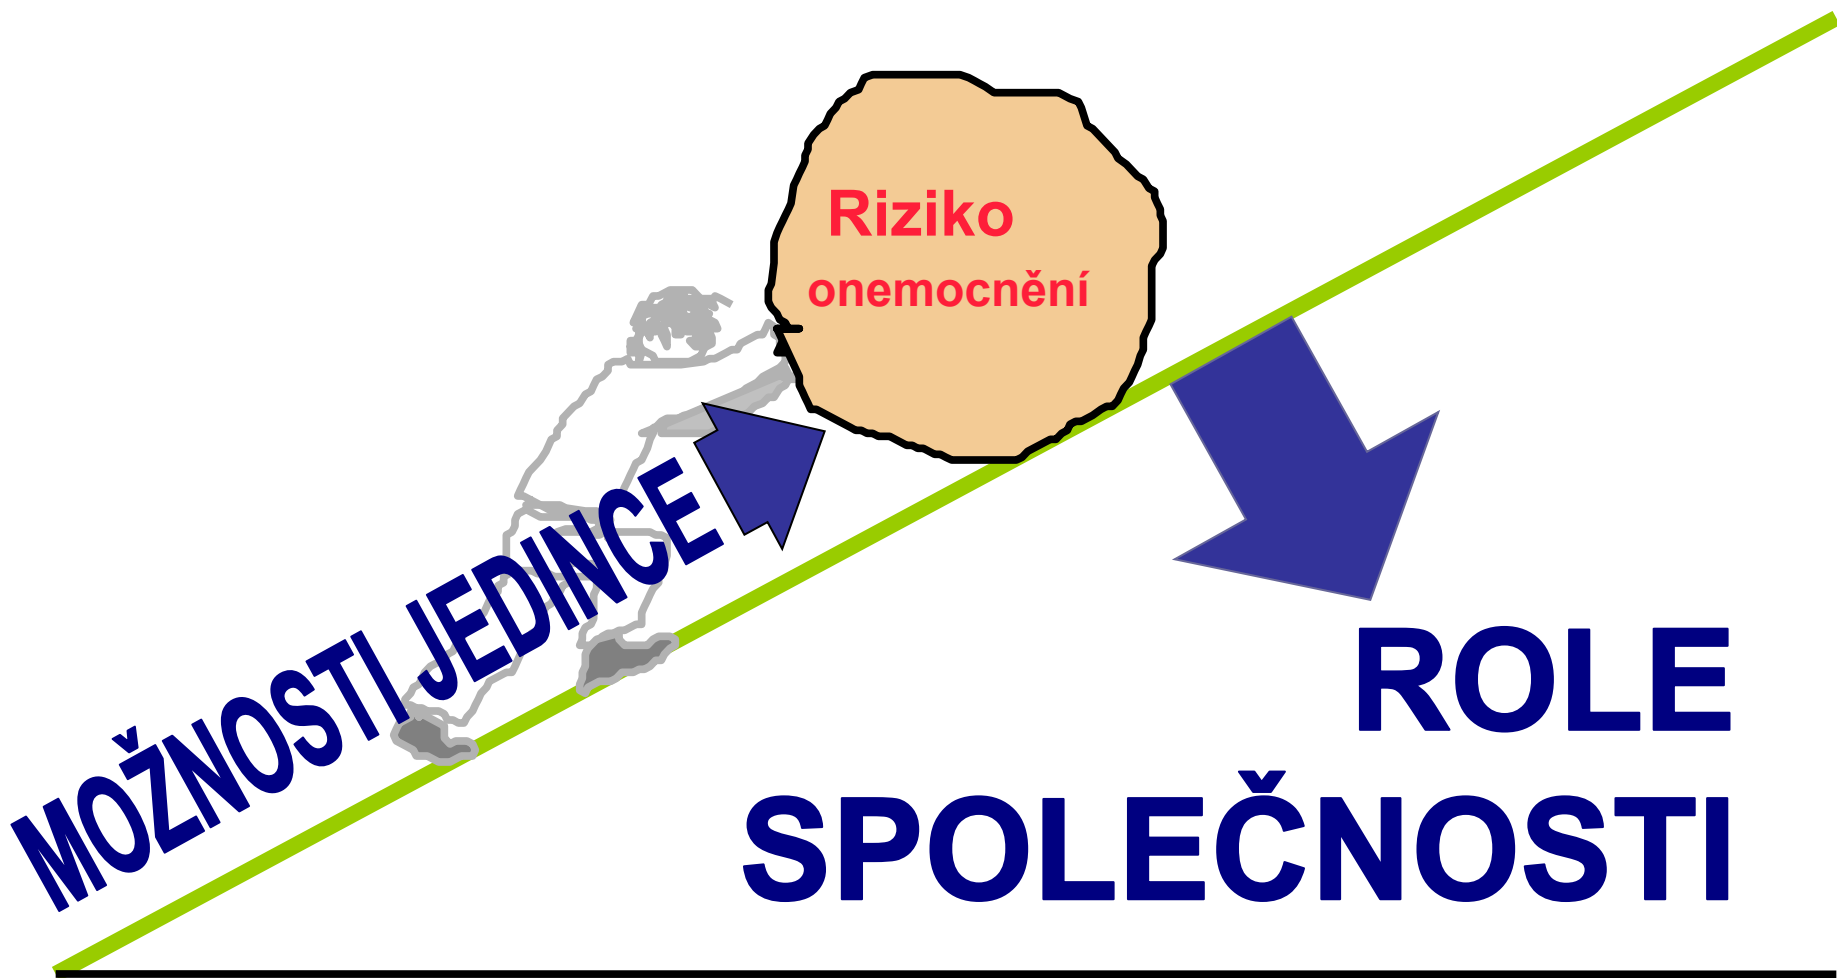 Riziko
onemocnění
MOŽNOSTI JEDINCE
ROLE
SPOLEČNOSTI